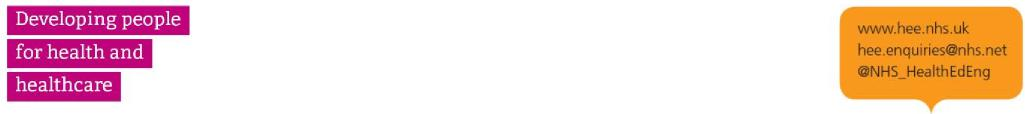 Developing people
for health and
healthcare
www.hee.nhs.uk
hee.enquiries@nhs.net
@NHS_HealthEdEng